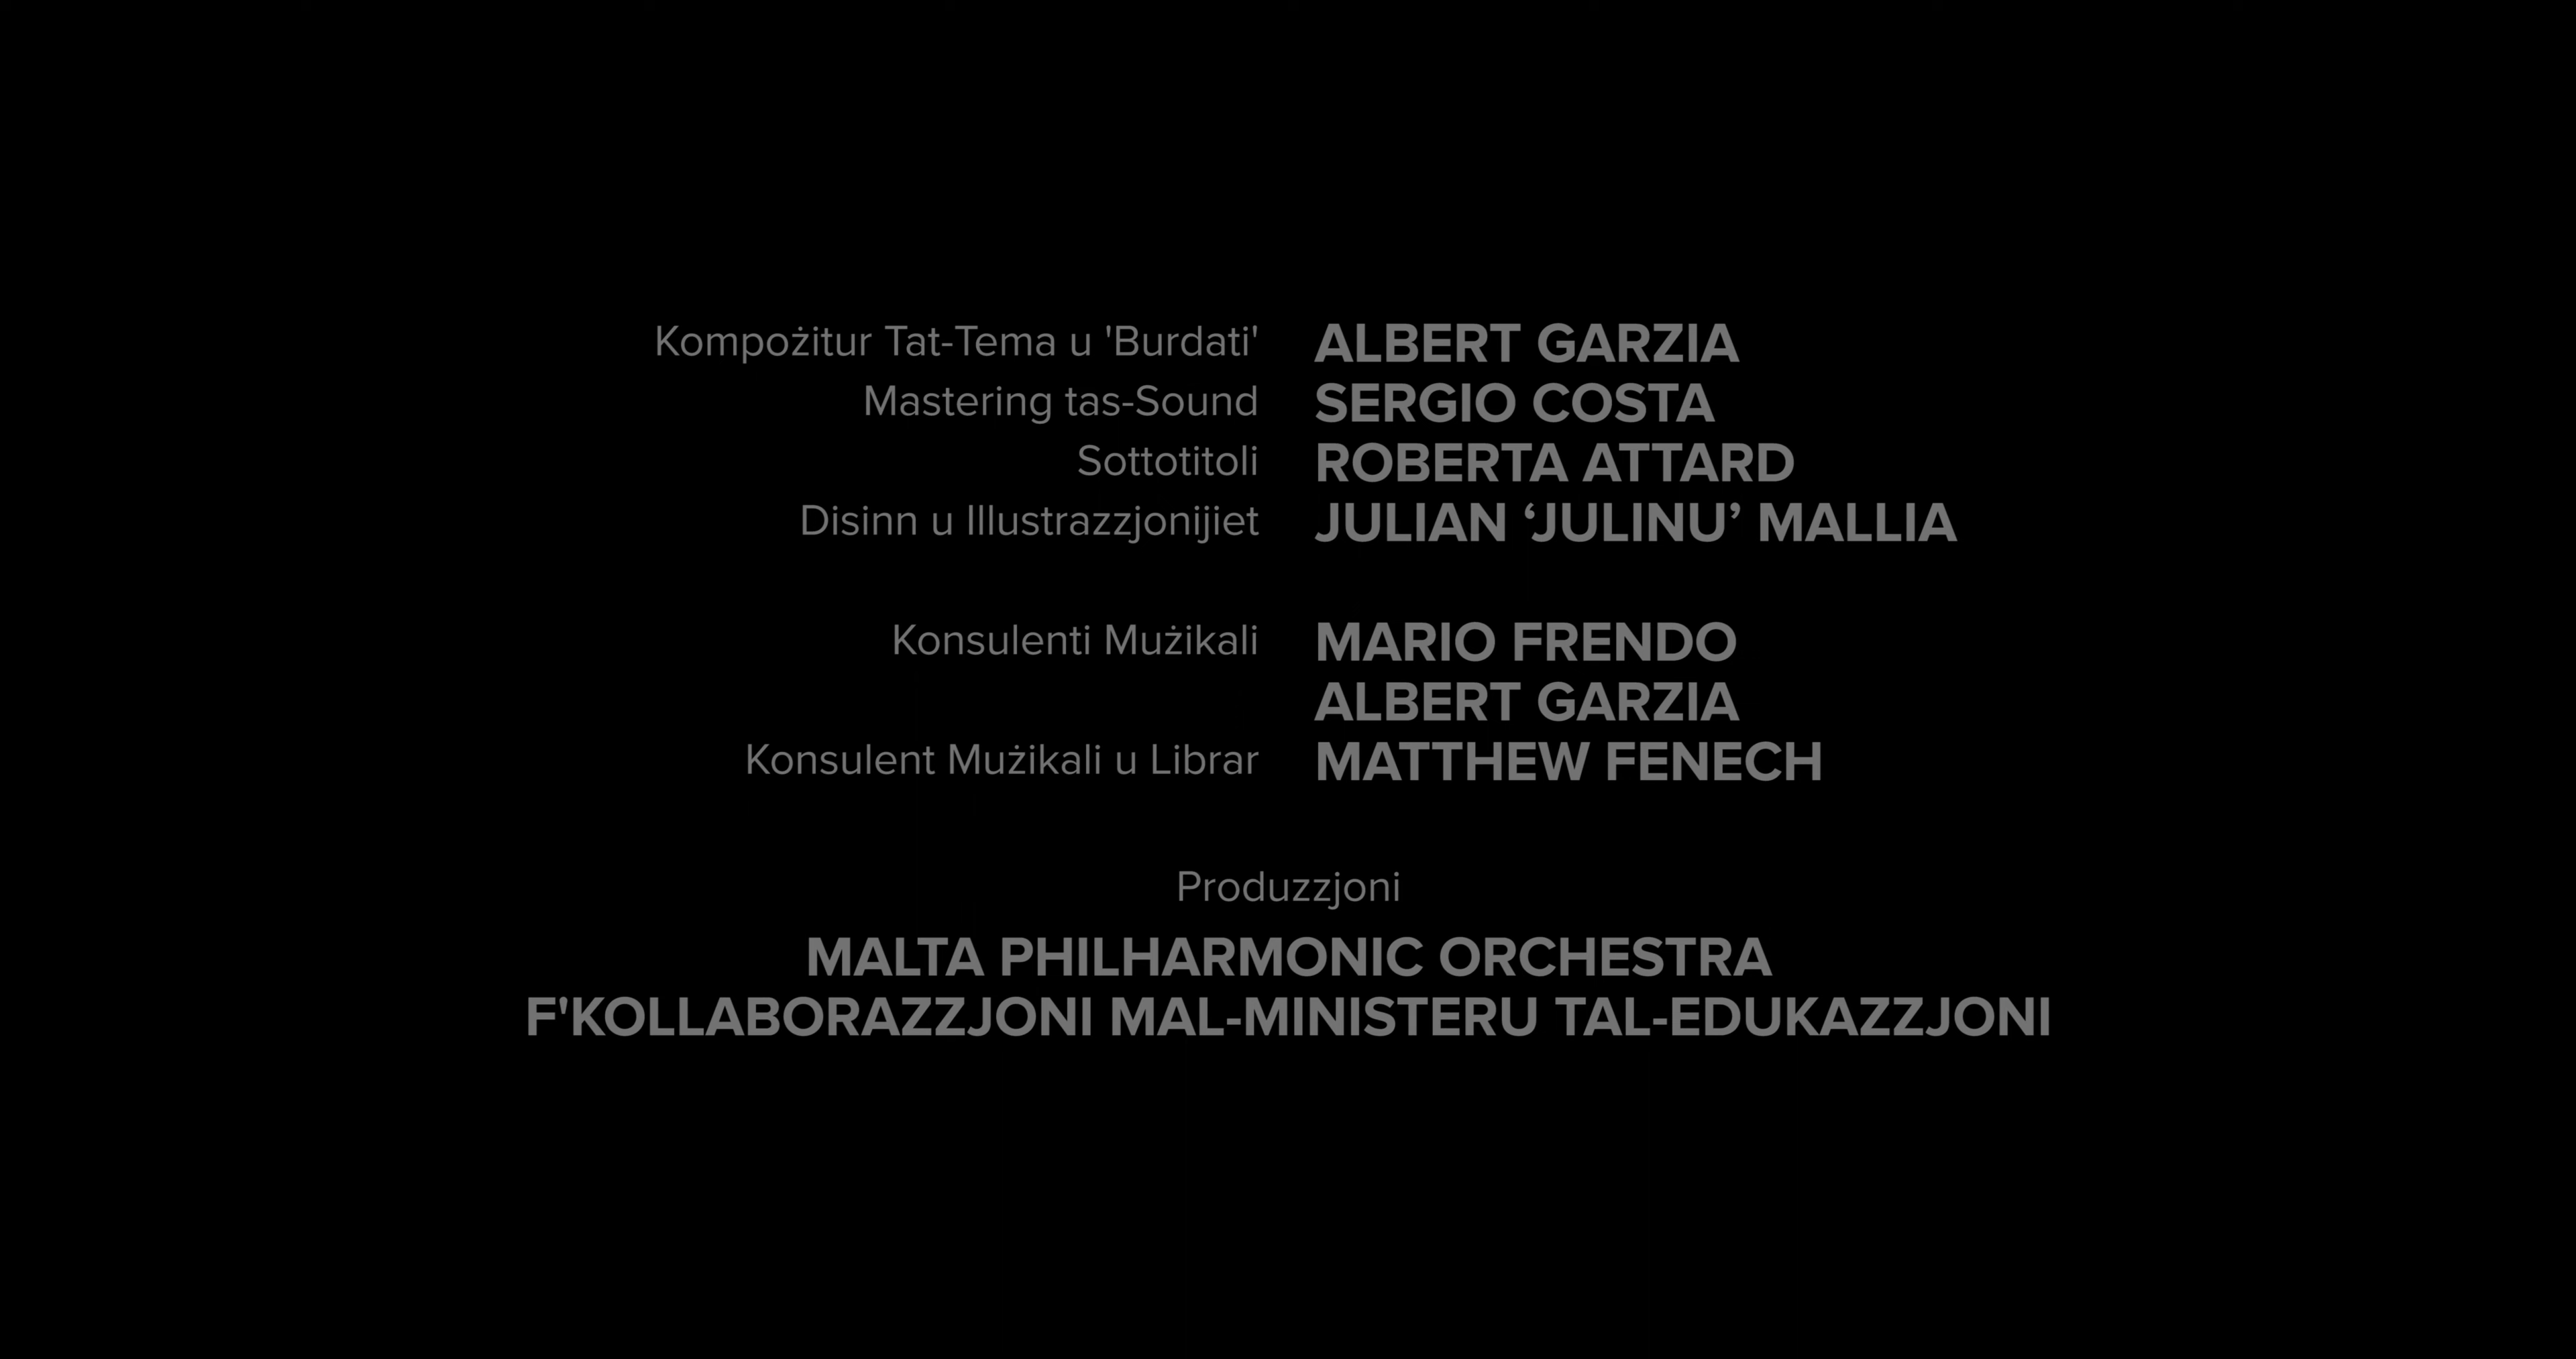 Kompożitur Tat-Tema u 'Burdati' ALBERT GARZIA
Mastering tas-Sound SERGIO COSTA
Sottotitoli ROBERTA ATTARD
Disinn u Illustrazzjonijiet JULIAN ‘JULINU’ MALLIA
Konsulenti Mużikali MARIO FRENDO
ALBERT GARZIA
Konsulent Mużikali u Librar MATTHEW FENECH
Produzzjoni
MALTA PHILHARMONIC ORCHESTRA
F'KOLLABORAZZJONI MAL-MINISTERU TAL-EDUKAZZJONI